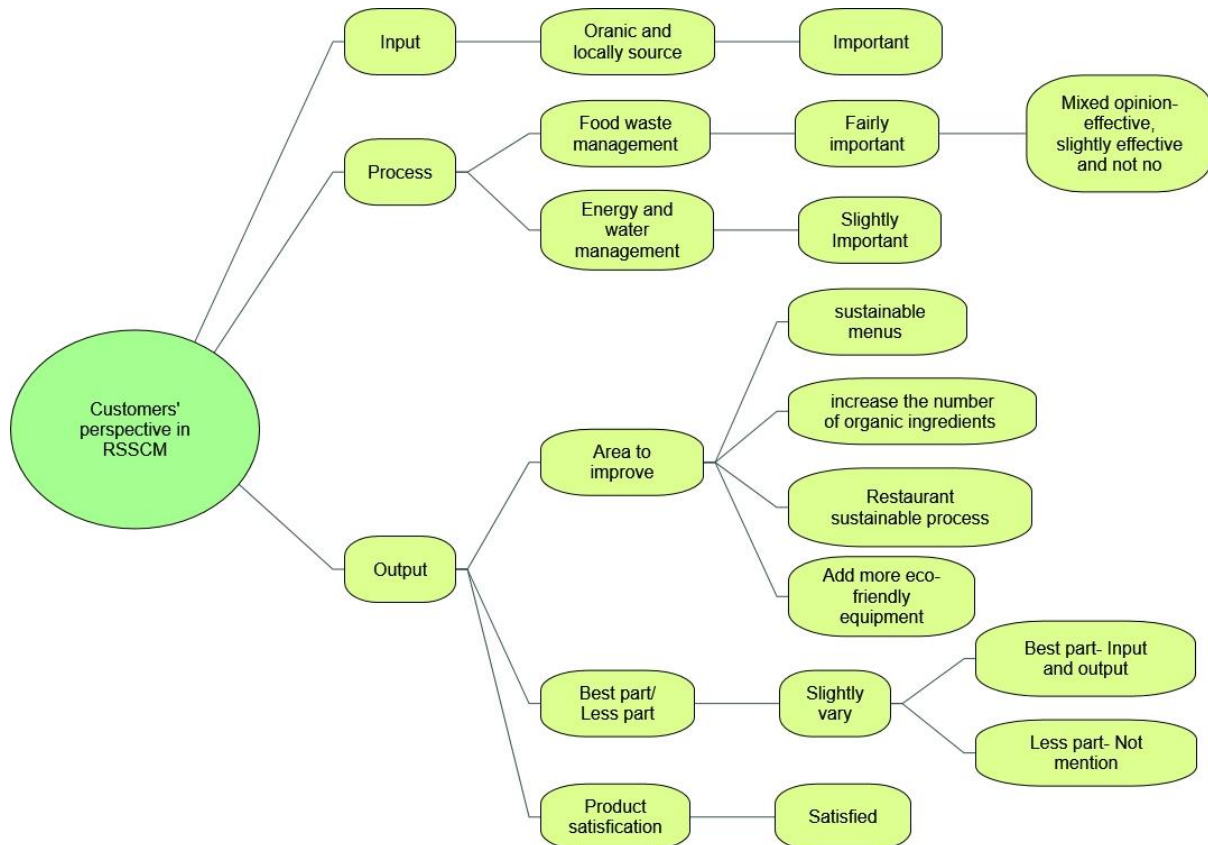 Input
Oranic and
locally source
Important
Process
Food waste
management
Fairly
important
Mixed opinion-
effective,
slightly effective
and not no
Energy and
water
management
Slightly
Important
Customers'
perspective in
RSSCM
Output
Area to
improve
sustainable
menus
increase the number
of organic ingredients
Restaurant
sustainable process
Add more eco-
friendly
equipment
Best part/
Less part
Slightly
vary
Best part- Input
and output
Less part- Not
mention
Product
satisfication
Satisfied